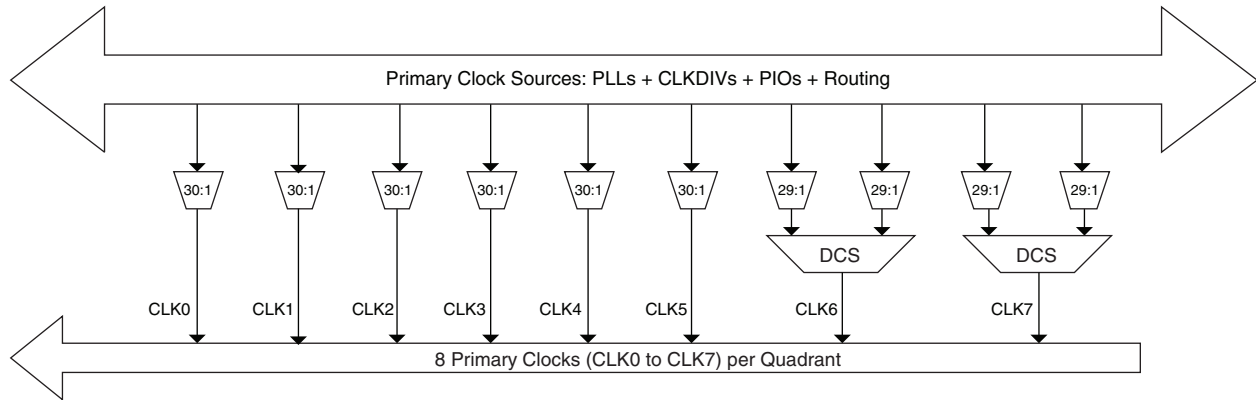 Primary Clock Sources: PLLs + CLKDIVs + PIOs + Routing
30:1
30:1
30:1
30:1
30:1
30:1
29:1
29:1
29:1
29:1
DCS
DCS
CLK0
CLK1
CLK2
CLK3
CLK4
CLK5
CLK6
CLK7
8 Primary Clocks (CLK0 to CLK7) per Quadrant